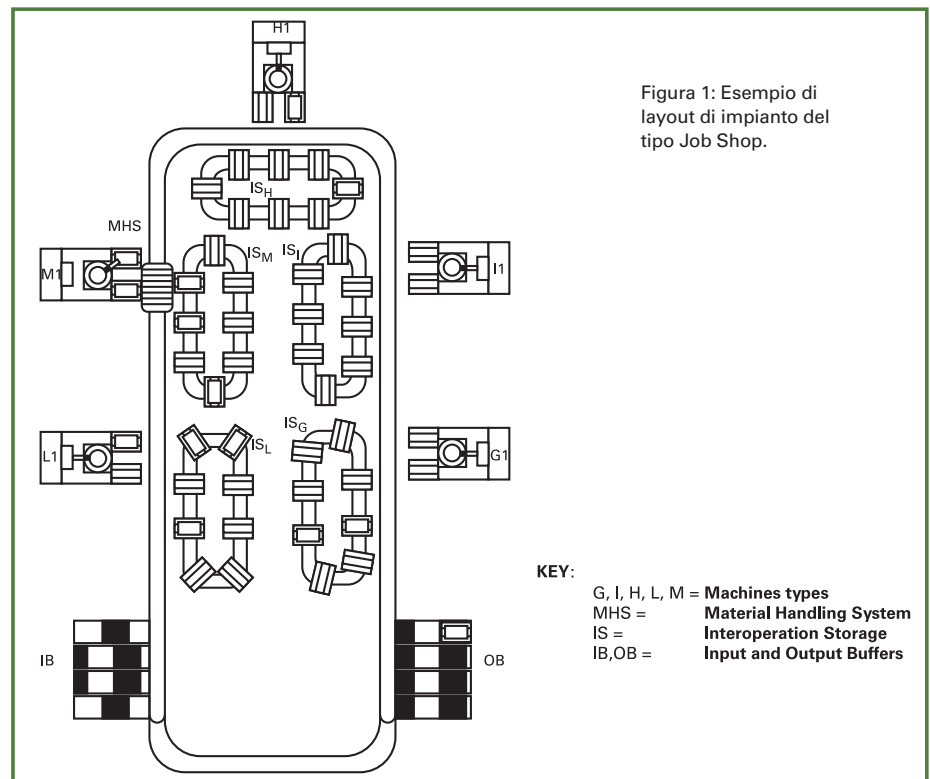 H1
Figura 1: Esempio di
layout di impianto del
tipo Job Shop.
IS_H
MHS
M1
IS_M
IS_I
I1
L1
IS_L
IS_G
G1
KEY:
G, I, H, L, M = Machines types
MHS = Material Handling System
IS = Interoperation Storage
IB,OB = Input and Output Buffers
IB
OB